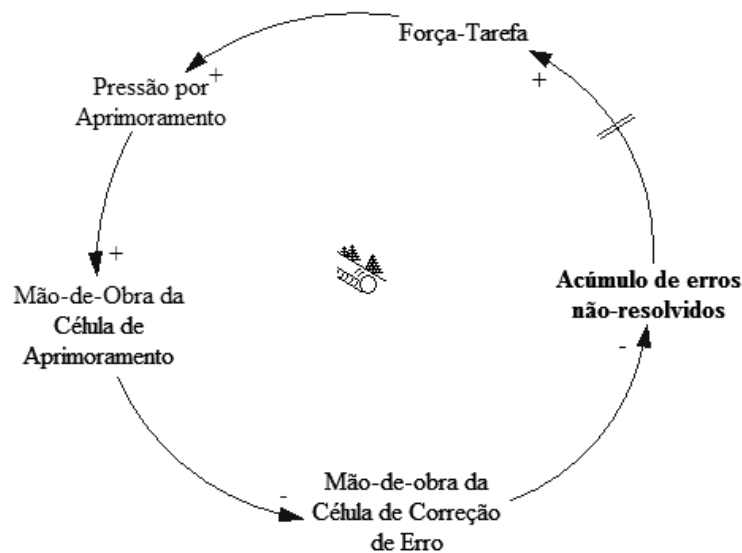 Força-Tarefa
+
+
Pressão por
Aprimoramento
+
Mão-de-Obra da
Célula de
Aprimoramento
Acúmulo de erros
não-resolvidos
-
-
Mão-de-obra da
Célula de Correção
de Erro